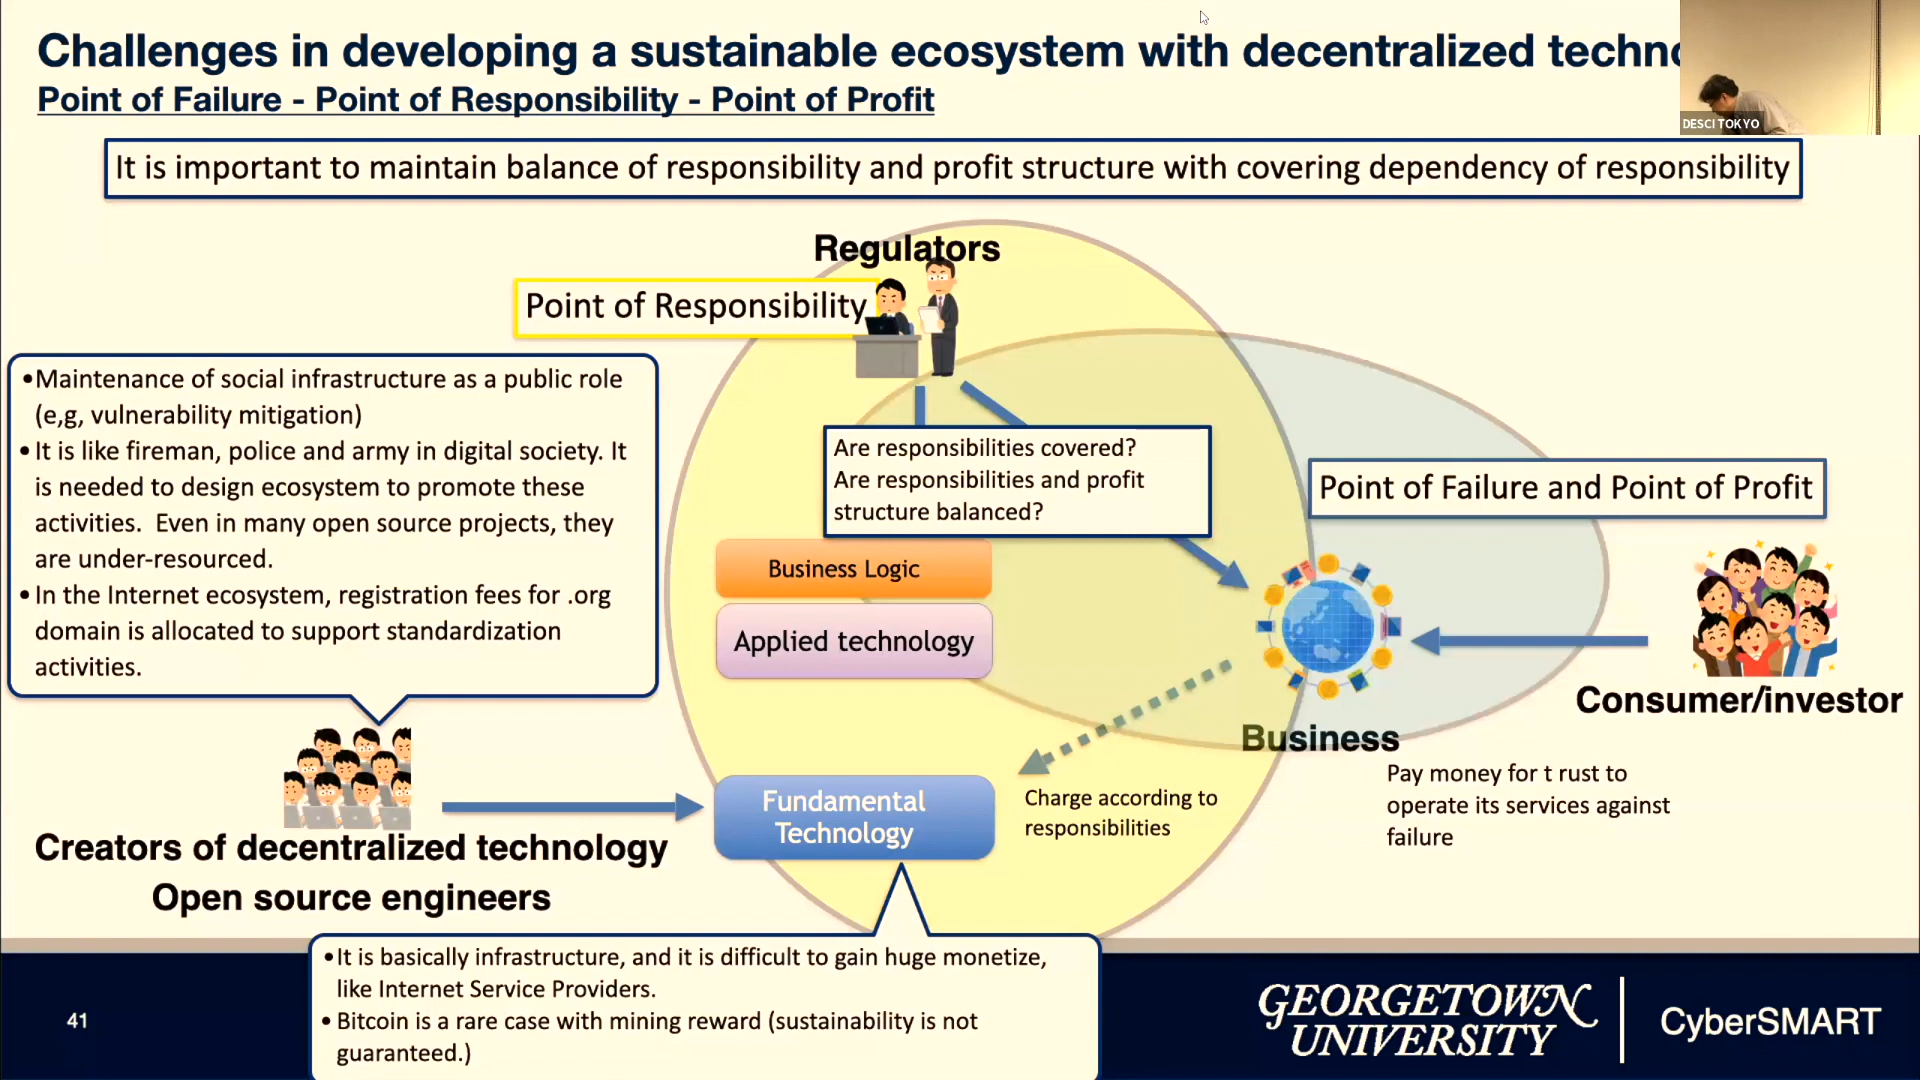 Challenges in developing a sustainable ecosystem with decentralized techno
Point of Failure - Point of Responsibility - Point of Profit
DESCI TOKYO
It is important to maintain balance of responsibility and profit structure with covering dependency of responsibility
Regulators
Point of Responsibility
•Maintenance of social infrastructure as a public role
(e,g, vulnerability mitigation)
•It is like fireman, police and army in digital society. It
is needed to design ecosystem to promote these
activities.  Even in many open source projects, they
are under-resourced.
•In the Internet ecosystem, registration fees for .org
domain is allocated to support standardization
activities.
Are responsibilities covered?
Are responsibilities and profit
structure balanced?
Point of Failure and Point of Profit
Business Logic
Applied technology
Consumer/investor
Business
Pay money for t rust to
operate its services against
failure
Fundamental
Technology
Charge according to
responsibilities
Creators of decentralized technology
Open source engineers
•It is basically infrastructure, and it is difficult to gain huge monetize,
like Internet Service Providers.
•Bitcoin is a rare case with mining reward (sustainability is not
guaranteed.)
41
GEORGETOWN
UNIVERSITY
CyberSMART